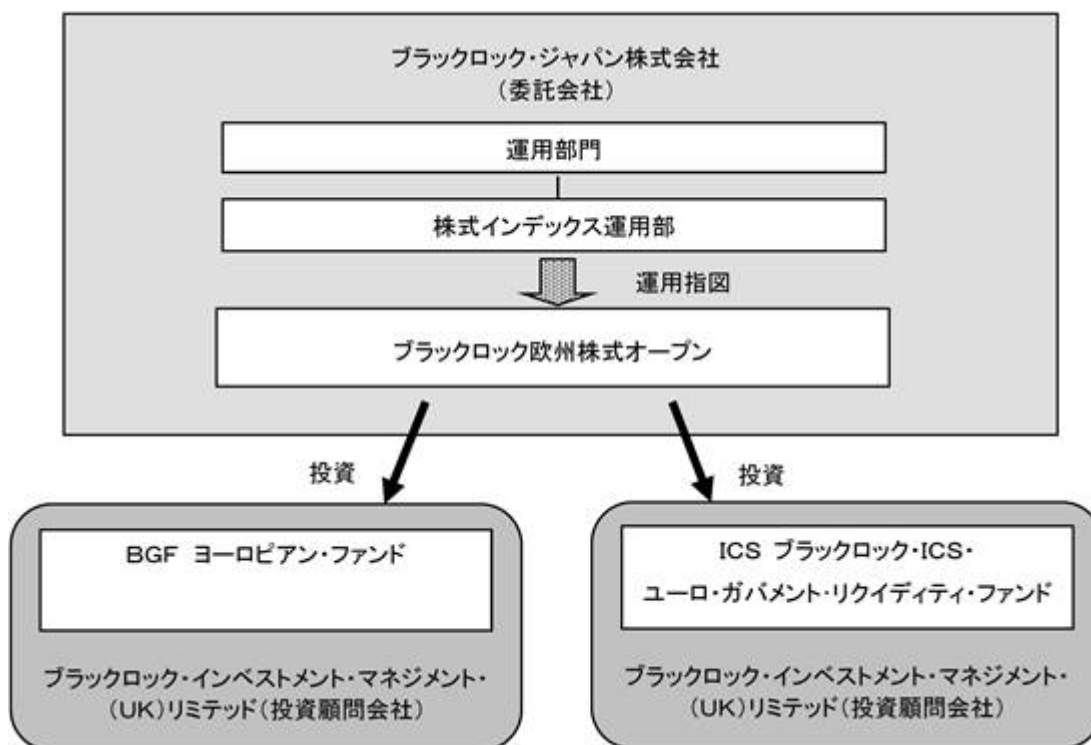 ブラックロック・ジャパン株式会社
（委託会社）
運用部門
株式インデックス運用部
運用指図
ブラックロック欧州株式オープン
投資
投資
BGF ヨーロピアン・ファンド
ブラックロック・インベストメント・マネジメント・
（UK）リミテッド（投資顧問会社）
ICS ブラックロック・ICS・
ユーロ・ガバメント・リクイディティ・ファンド
ブラックロック・インベストメント・マネジメント・
（UK）リミテッド（投資顧問会社）